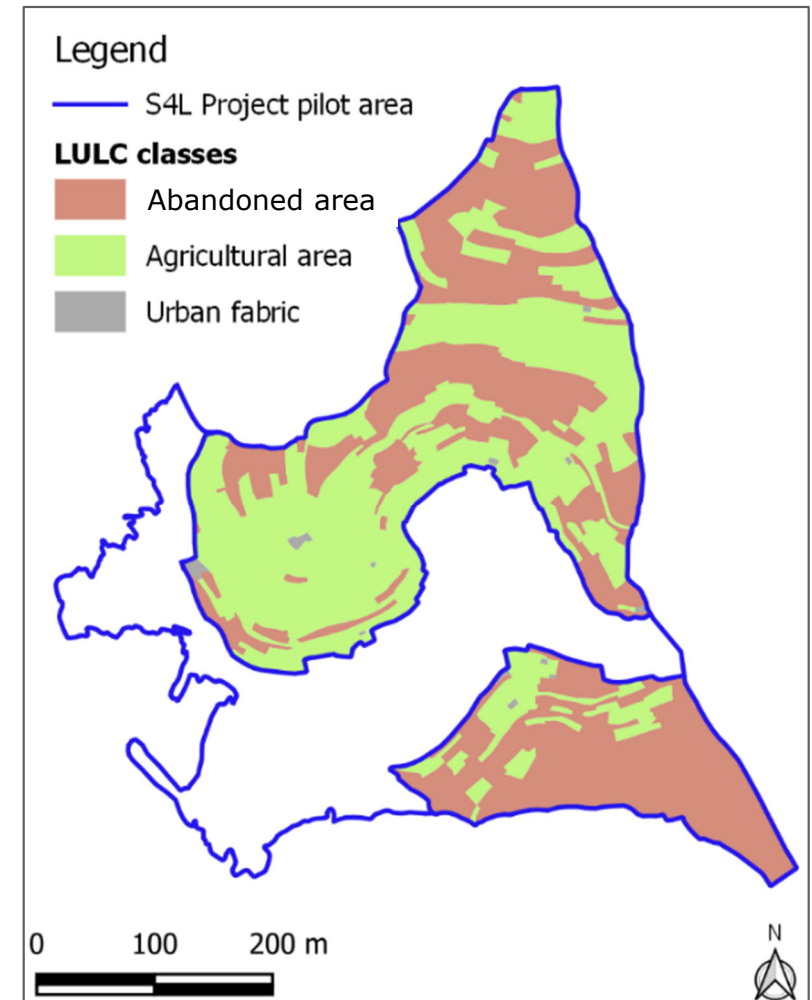 Legend
S4L Project pilot area
LULC classes
Abandoned area
Agricultural area
Urban fabric
0 100 200 m
N